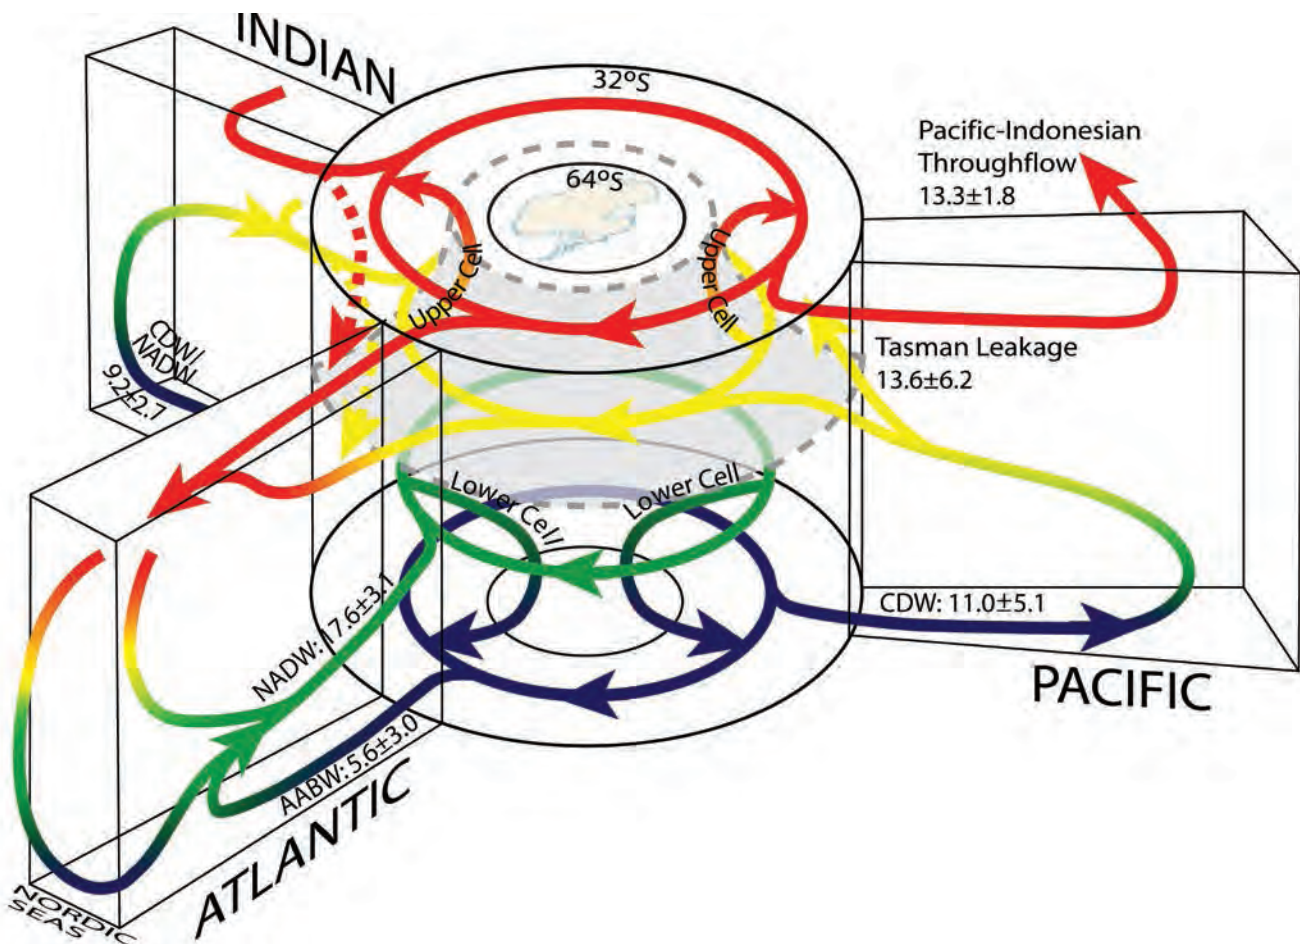 INDIAN
32ºS
64ºS
Pacific-Indonesian
Throughflow
13.3±1.8
Upper Cell
Upper Cell
Tasman Leakage
13.6±6.2
CDW/
NADW
9.2±2.7
Lower Cell
Lower Cell
CDW: 11.0±5.1
PACIFIC
NADW: 17.6±3.1
AABW: 5.6±3.0
ATLANTIC
NORDIC
SEAS